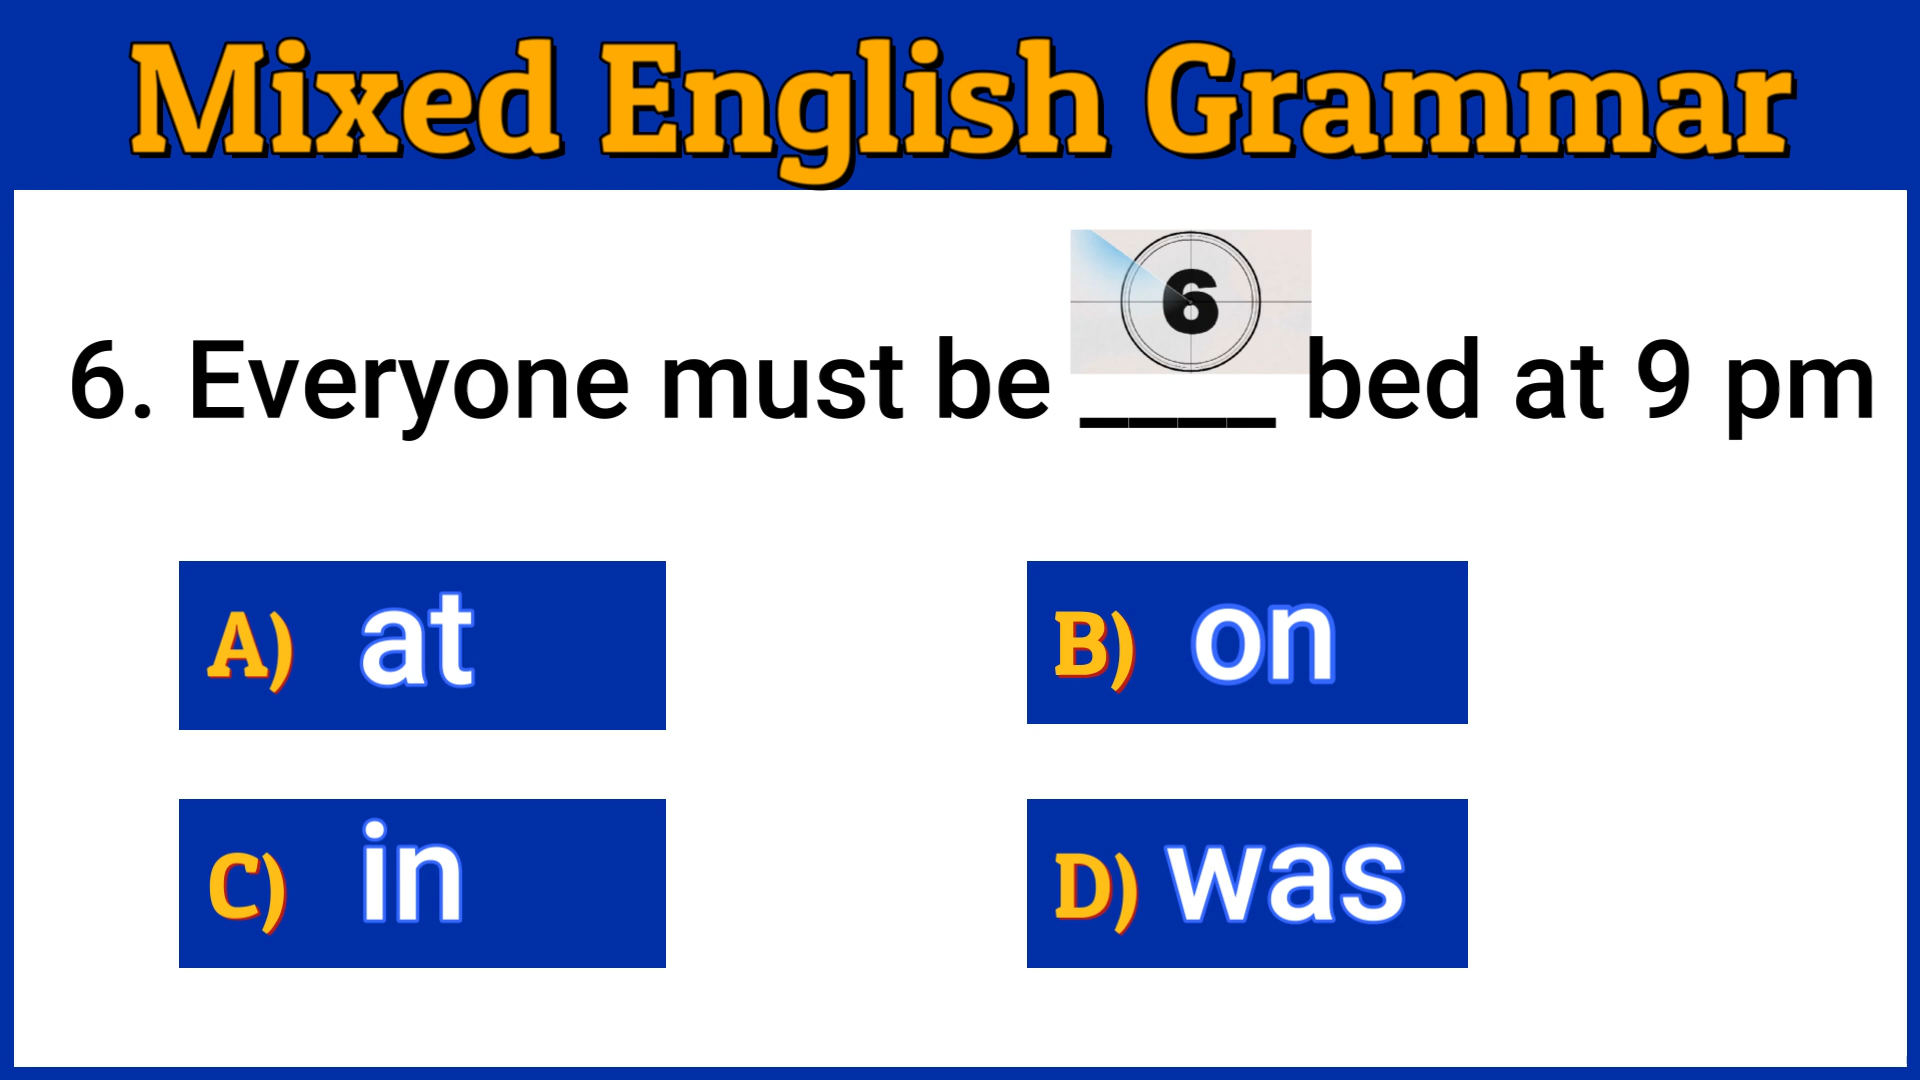 Mixed English Grammar
6
6. Everyone must be ____ bed at 9 pm
A) at
B) on
C) in
D) was